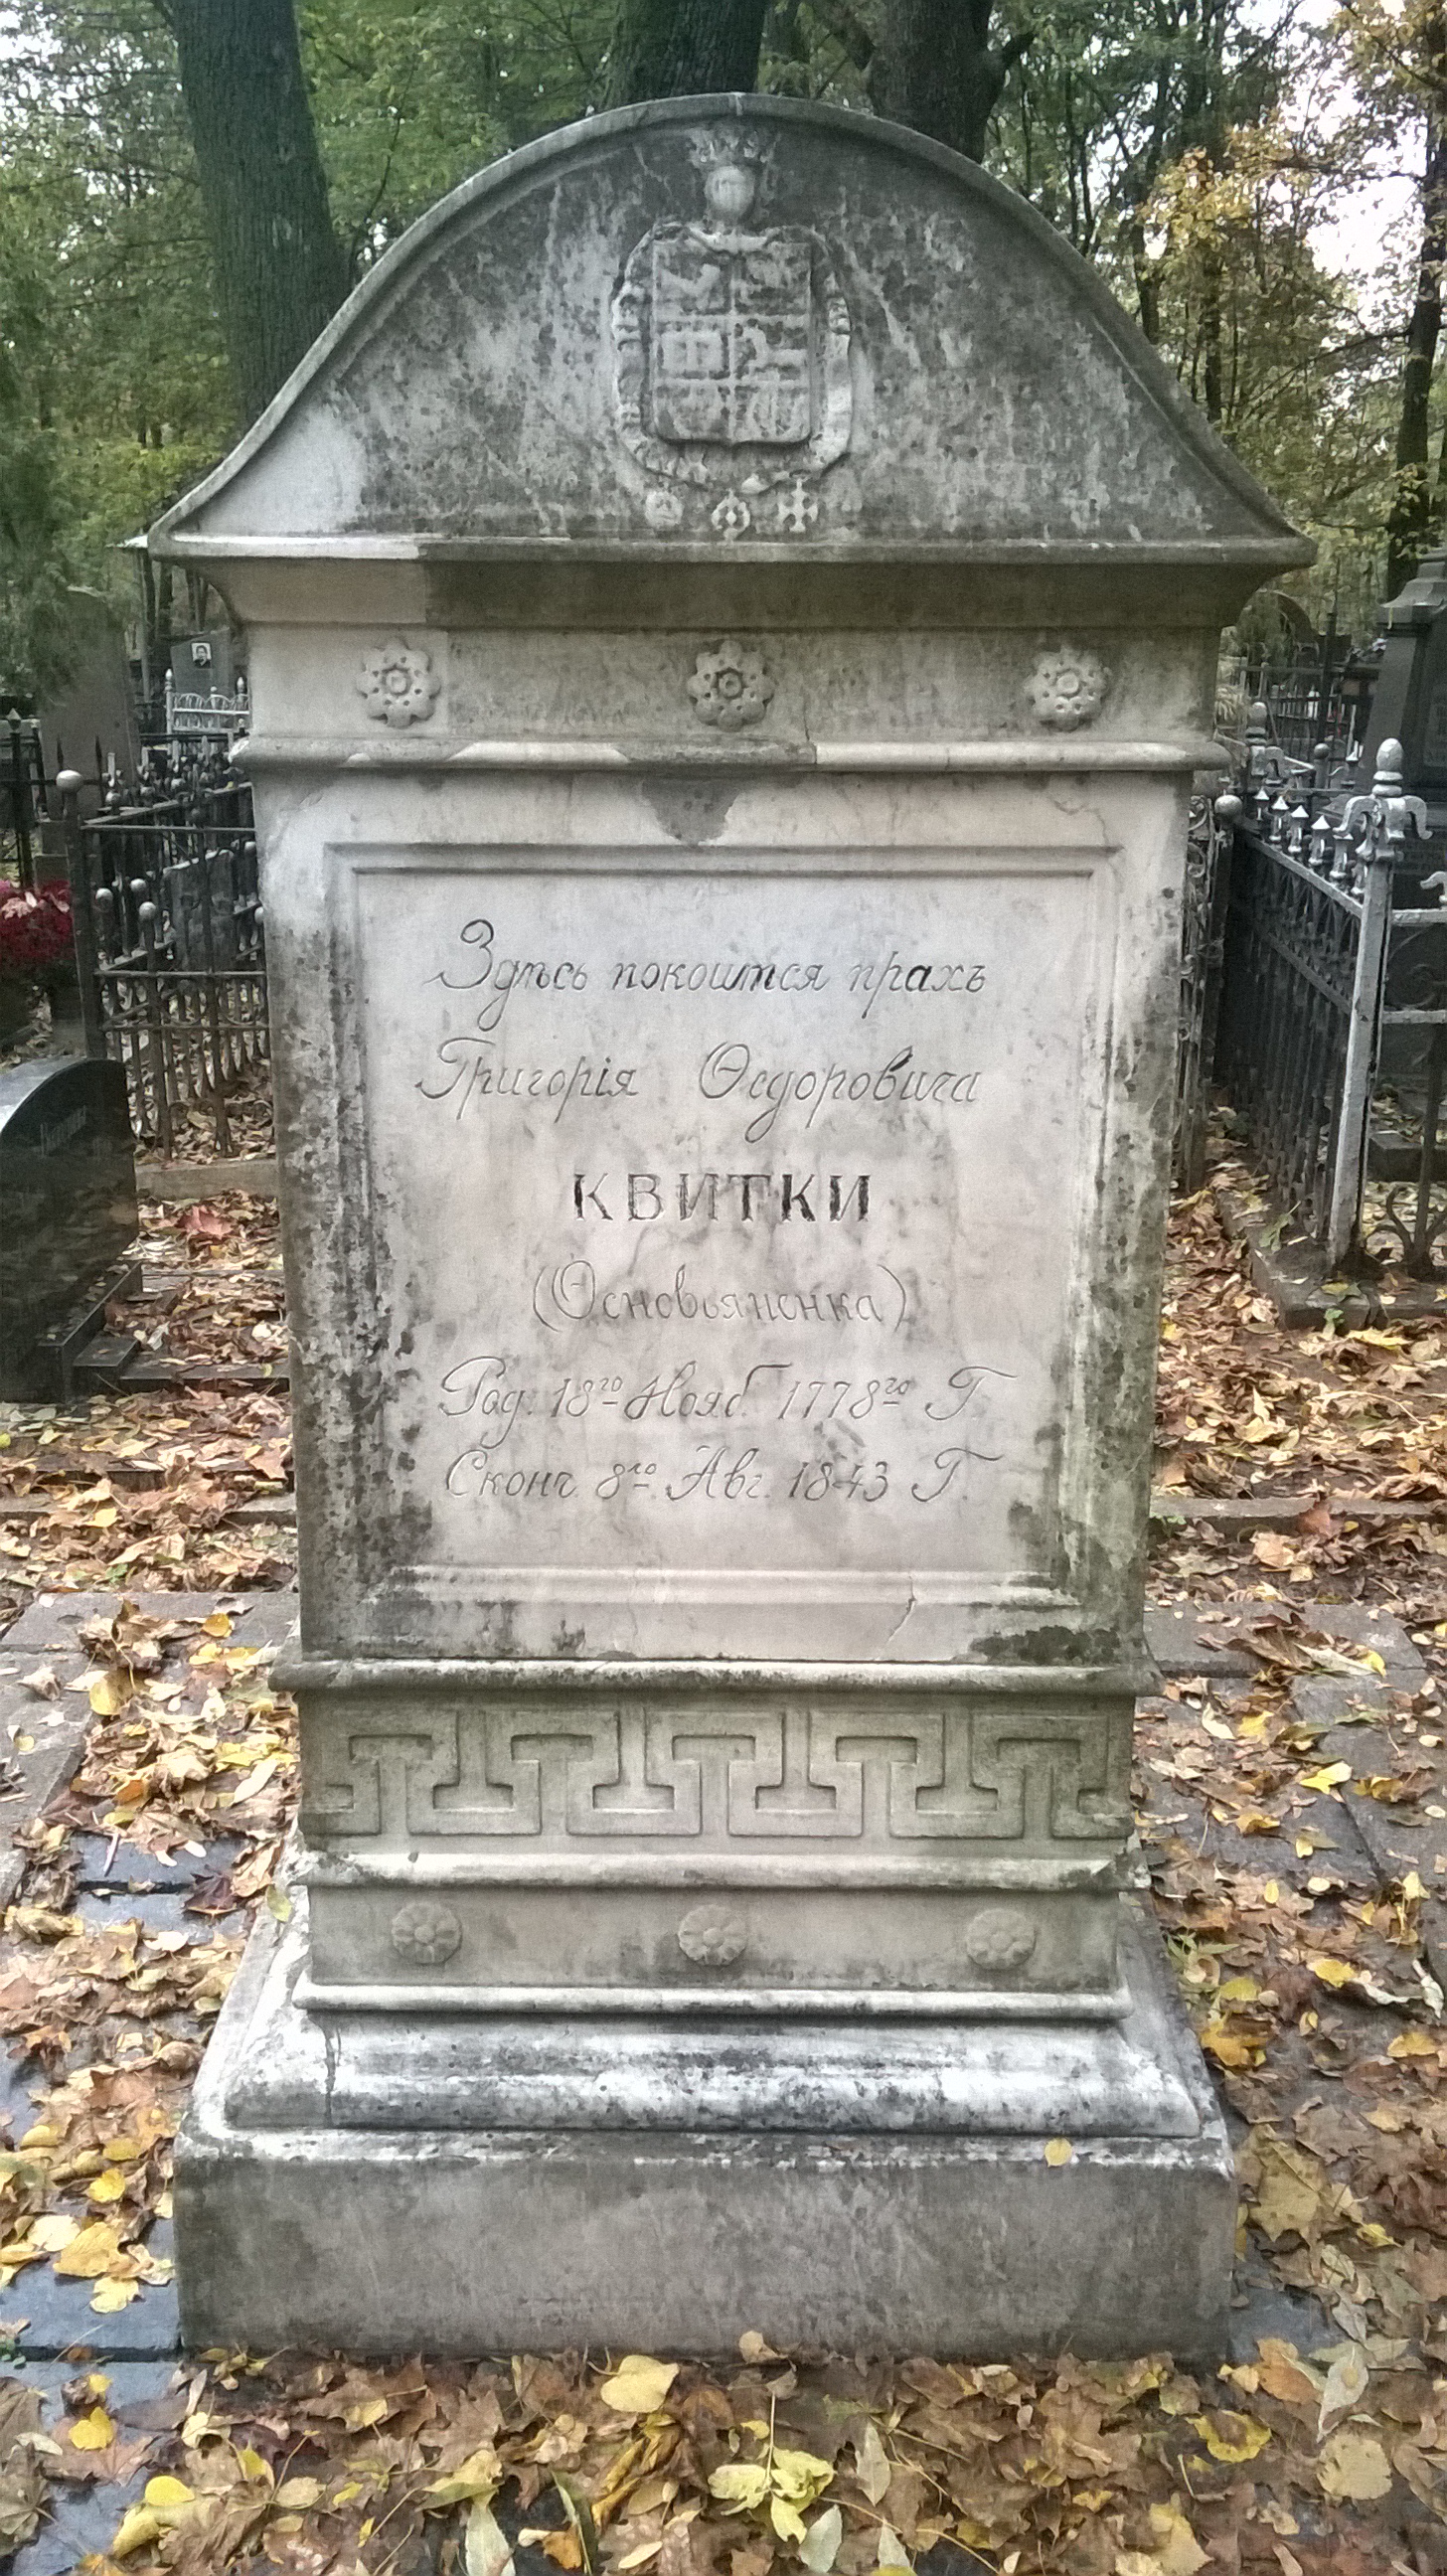 Здѣсь покоится прахъ
Григорія Ѳедоровича
КВИТКИ
(Основьяненка)
Род. 18го Нояб. 1778го Г.
Сконч. 8го. Авг. 1843 Г.